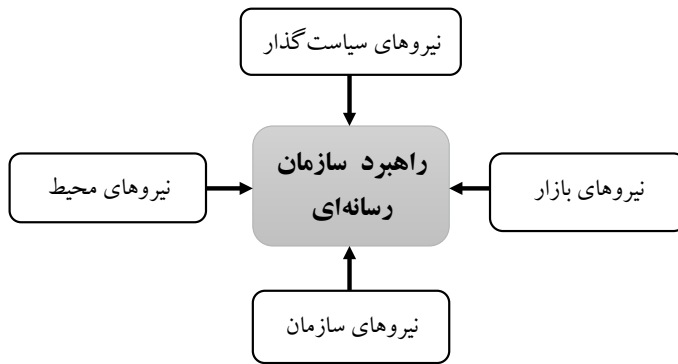 نیروهای سیاست‌گذار
راهبرد سازمان
رسانه‌ای
نیروهای بازار
نیروهای محیط
نیروهای سازمان